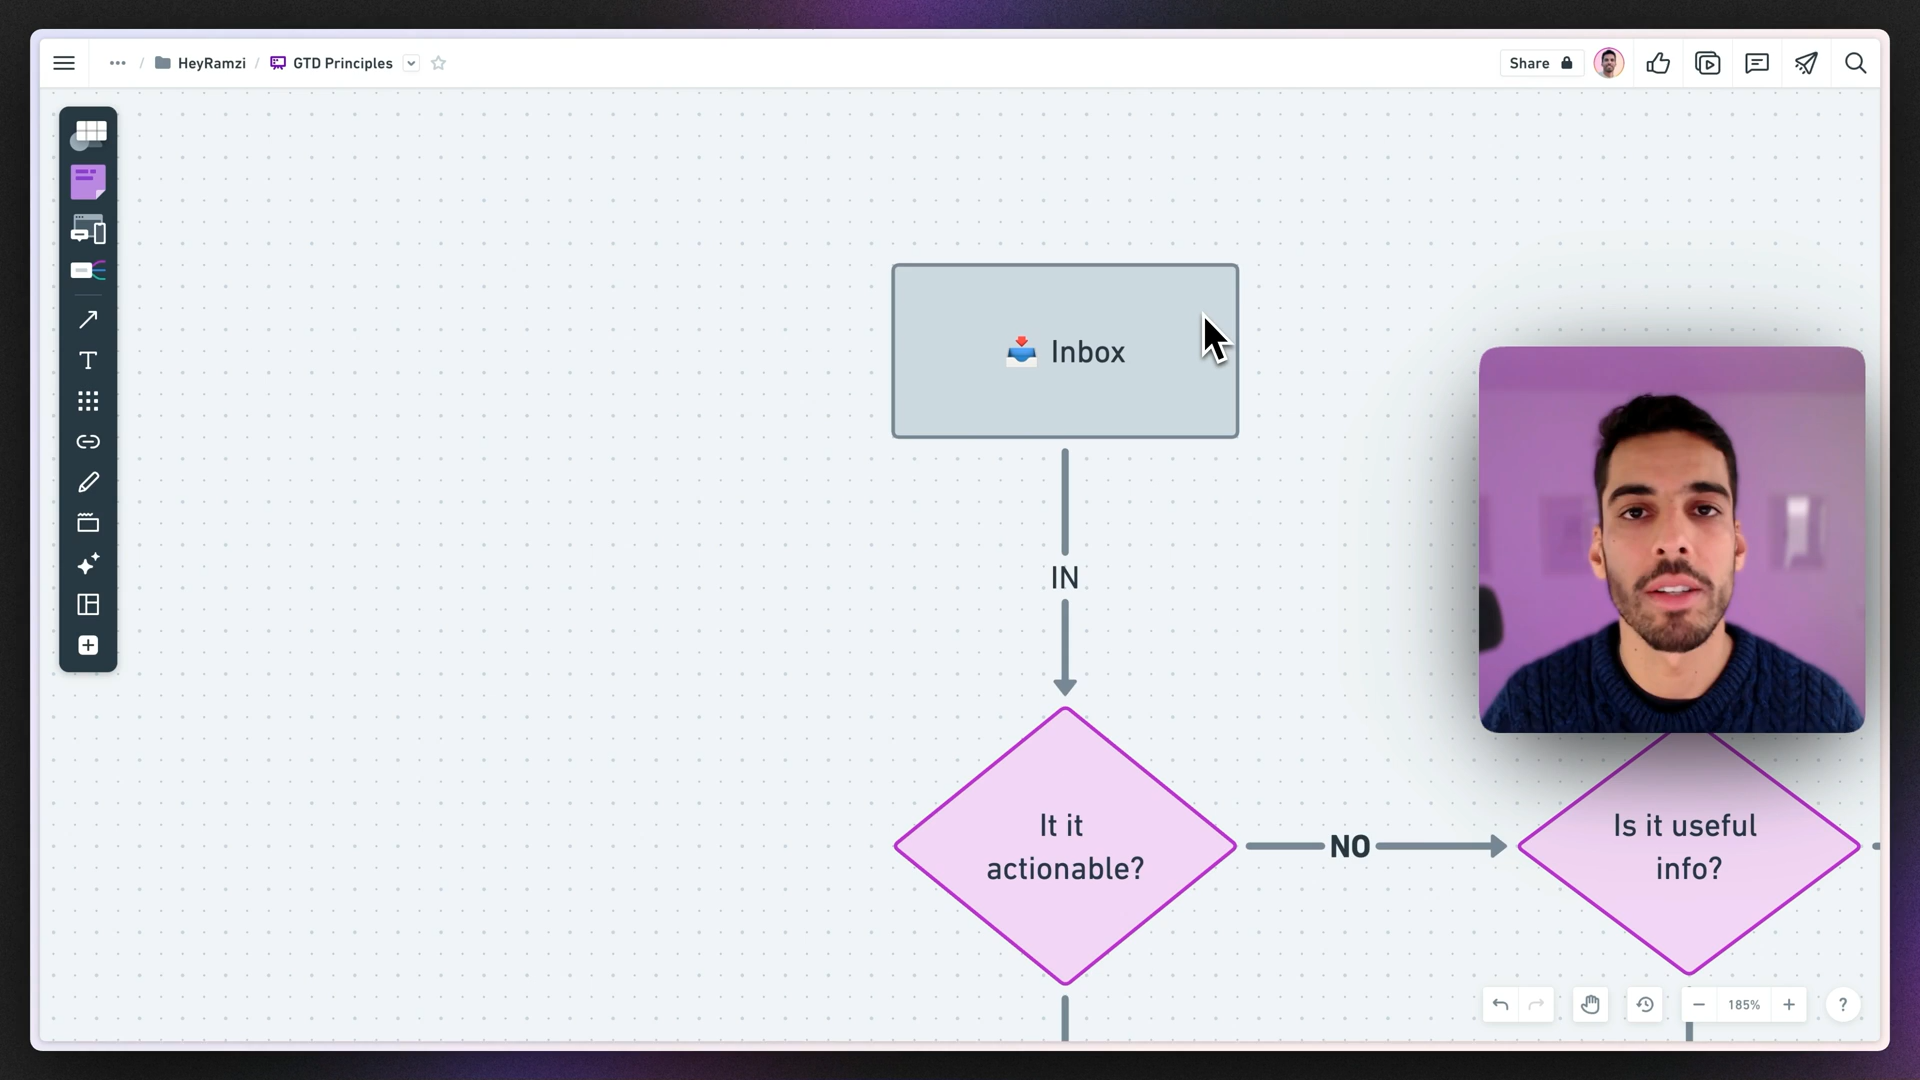 ... / HeyRamzi / GTD Principles
Share
Inbox
IN
It it
actionable?
NO
Is it useful
info?
185%
?